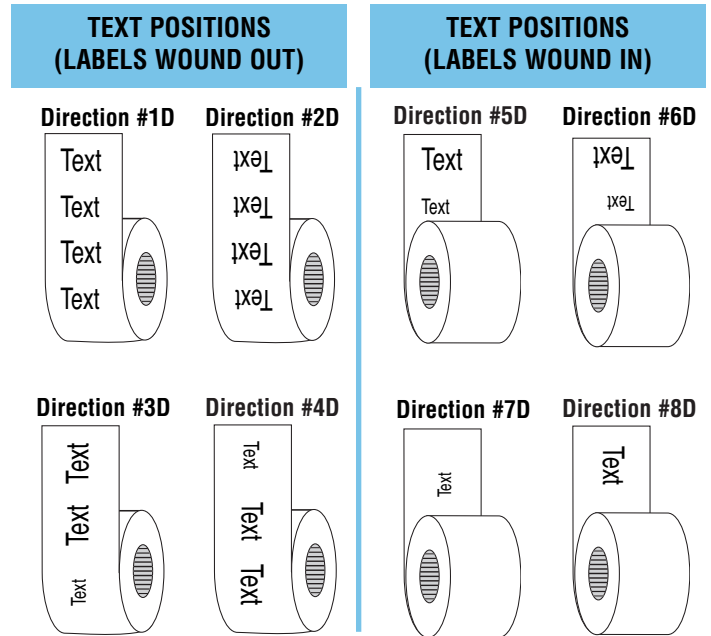 TEXT POSITIONS
(LABELS WOUND OUT)
Direction #1D
Text
Text
Text
Text
Direction #2D
Text
Text
Text
Text
Direction #3D
Text
Text
Text
Direction #4D
Text
Text
Text
TEXT POSITIONS
(LABELS WOUND IN)
Direction #5D
Text
Text
Direction #6D
Text
Text
Direction #7D
Text
Direction #8D
Text